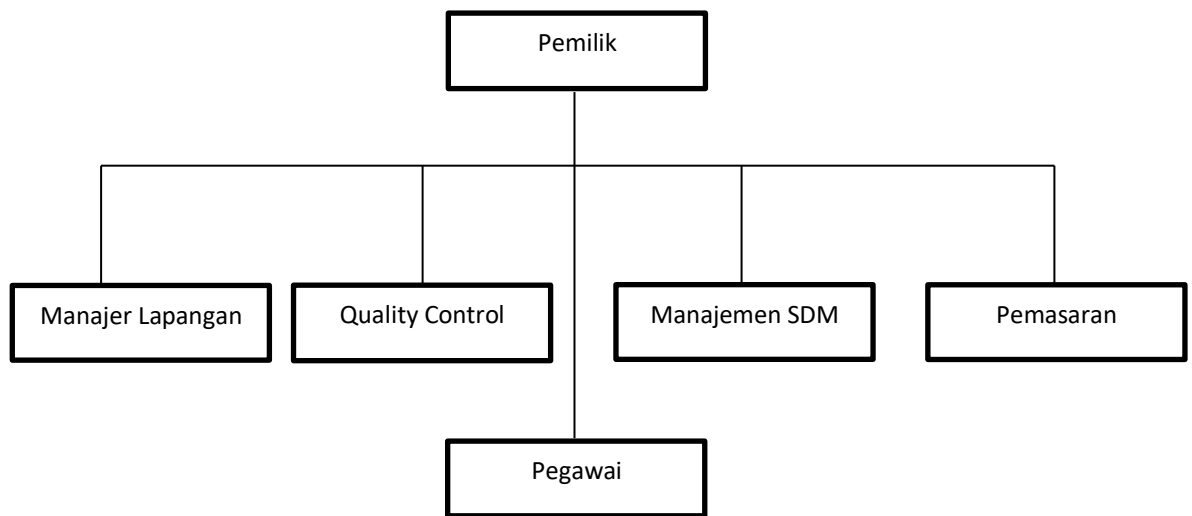 Pemilik
Manajer Lapangan
Quality Control
Manajemen SDM
Pemasaran
Pegawai